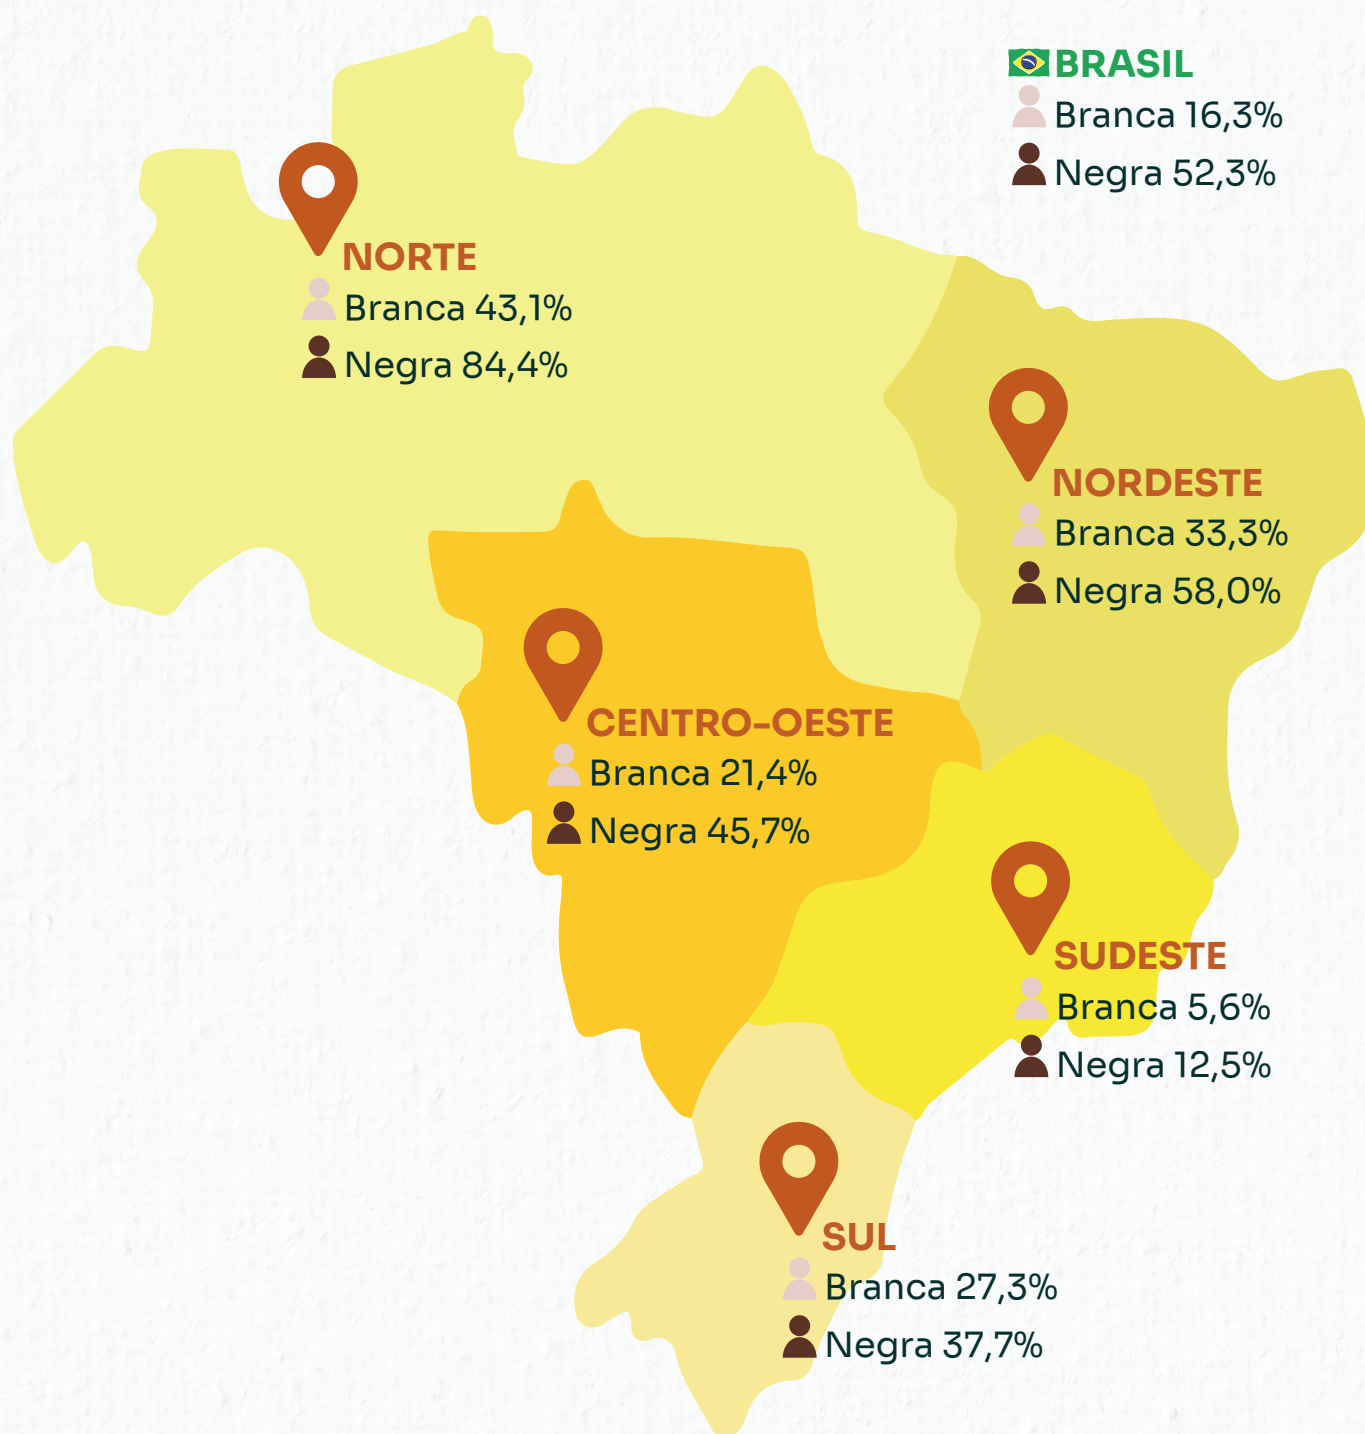 BRASIL
Branca 16,3%
Negra 52,3%
NORTE
Branca 43,1%
Negra 84,4%
NORDESTE
Branca 33,3%
Negra 58,0%
CENTRO-OESTE
Branca 21,4%
Negra 45,7%
SUDESTE
Branca 5,6%
Negra 12,5%
SUL
Branca 27,3%
Negra 37,7%